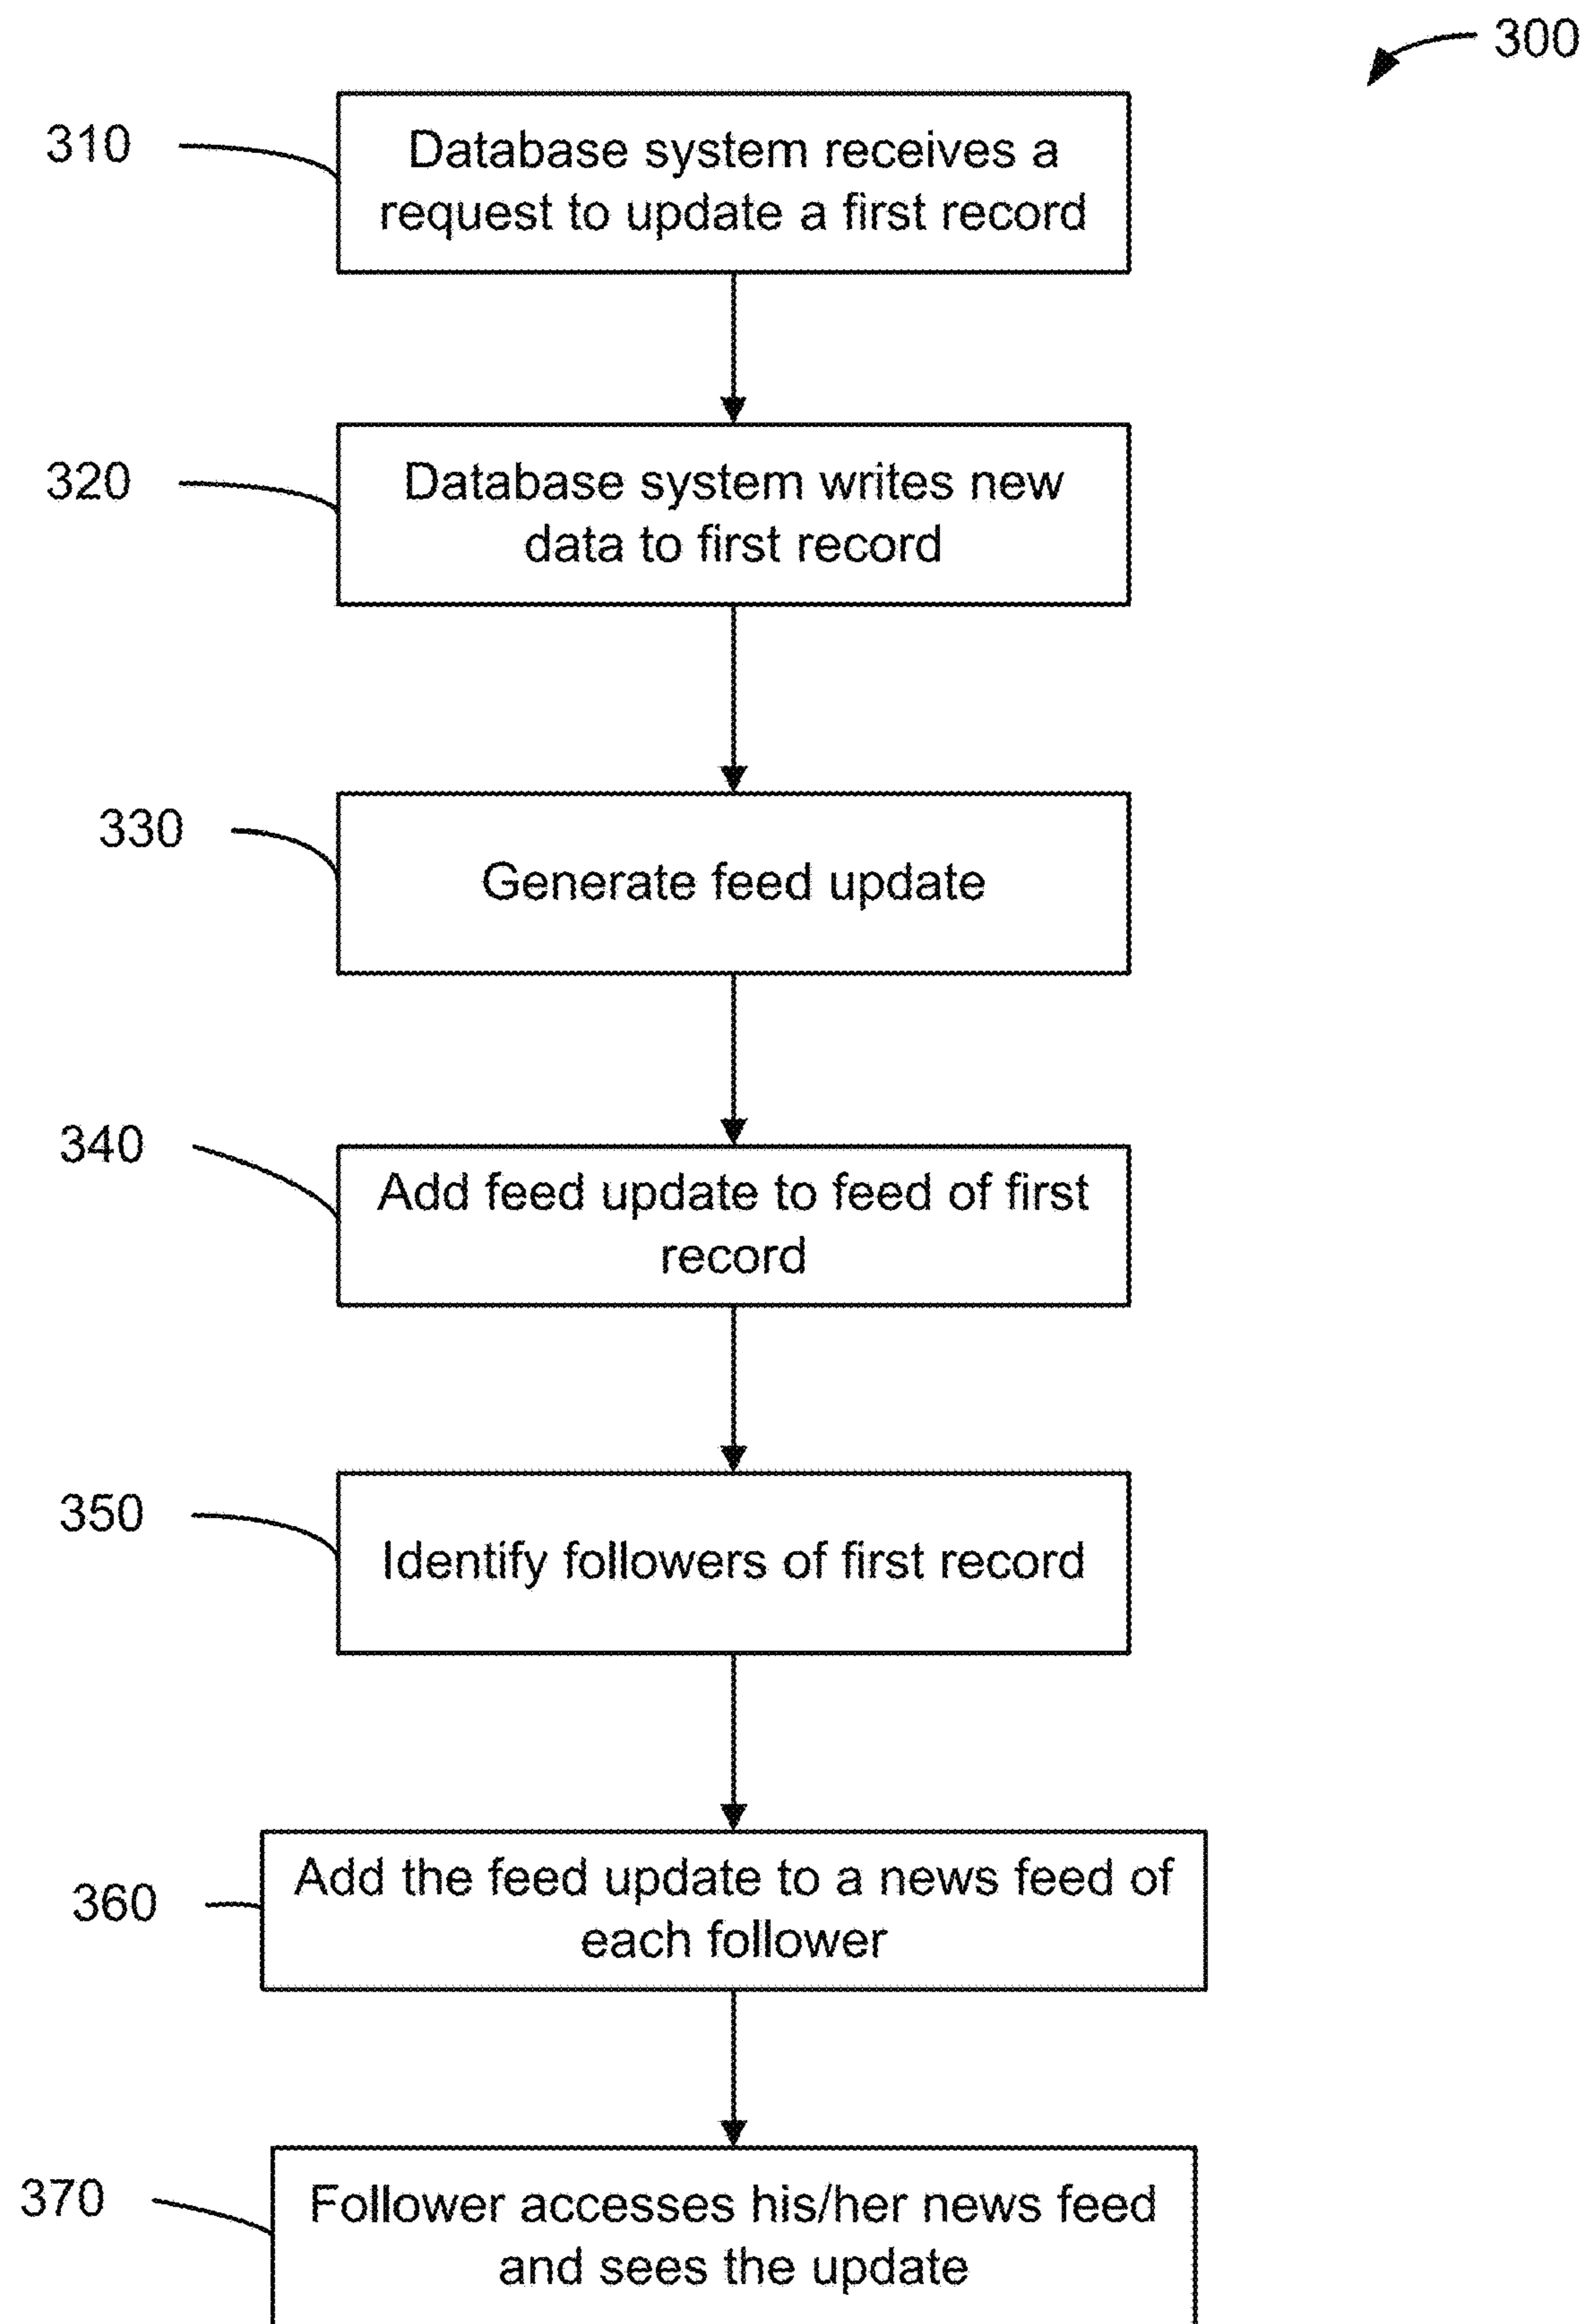 300
310
Database system receives a
request to update a first record
320
Database system writes new
data to first record
330
Generate feed update
340
Add feed update to feed of first
record
350
Identify followers of first record
360
Add the feed update to a news feed of
each follower
370
Follower accesses his/her news feed
and sees the update